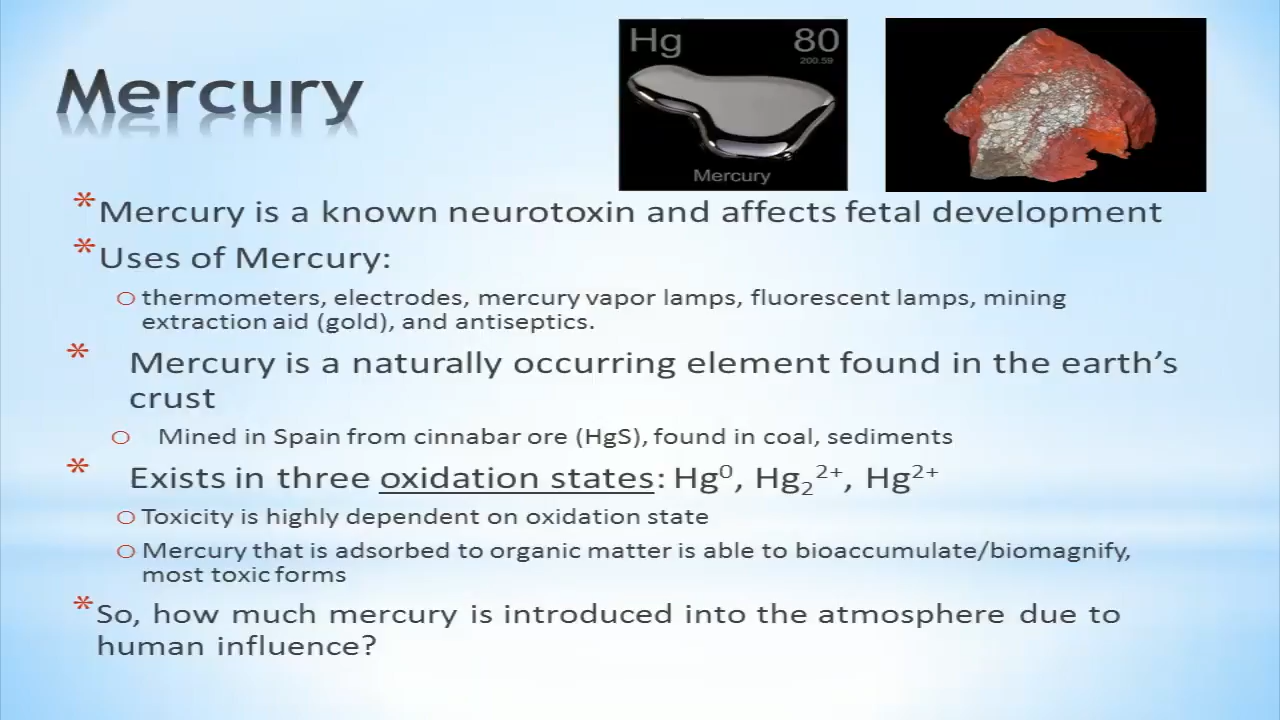 Hg 80
200.59
Mercury
Mercury
* Mercury is a known neurotoxin and affects fetal development
* Uses of Mercury:
o thermometers, electrodes, mercury vapor lamps, fluorescent lamps, mining
extraction aid (gold), and antiseptics.
* Mercury is a naturally occurring element found in the earth’s
crust
o Mined in Spain from cinnabar ore (HgS), found in coal, sediments
* Exists in three oxidation states: Hg⁰, Hg₂²⁺, Hg²⁺
o Toxicity is highly dependent on oxidation state
o Mercury that is adsorbed to organic matter is able to bioaccumulate/biomagnify,
most toxic forms
* So, how much mercury is introduced into the atmosphere due to
human influence?